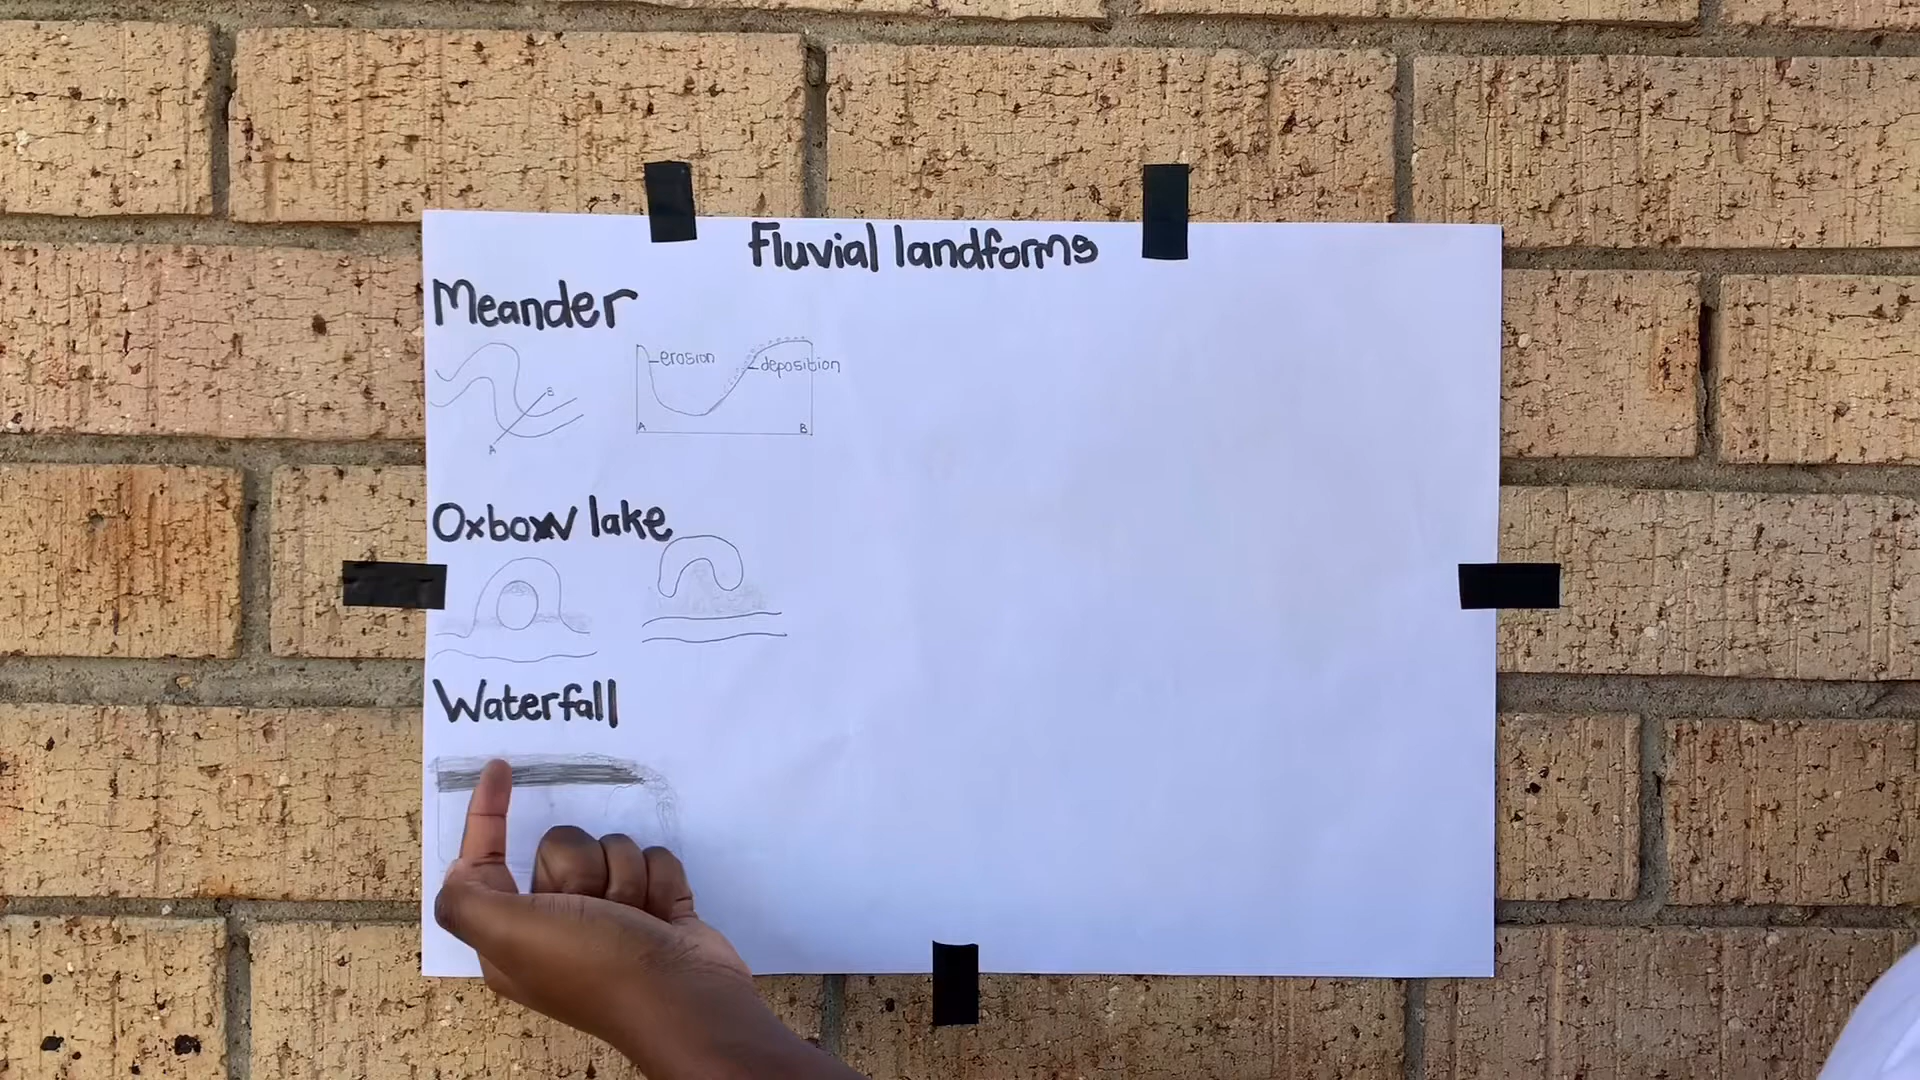 Fluvial landforms
Meander
erosion
deposition
B
A
A
B
Oxbow lake
Waterfall